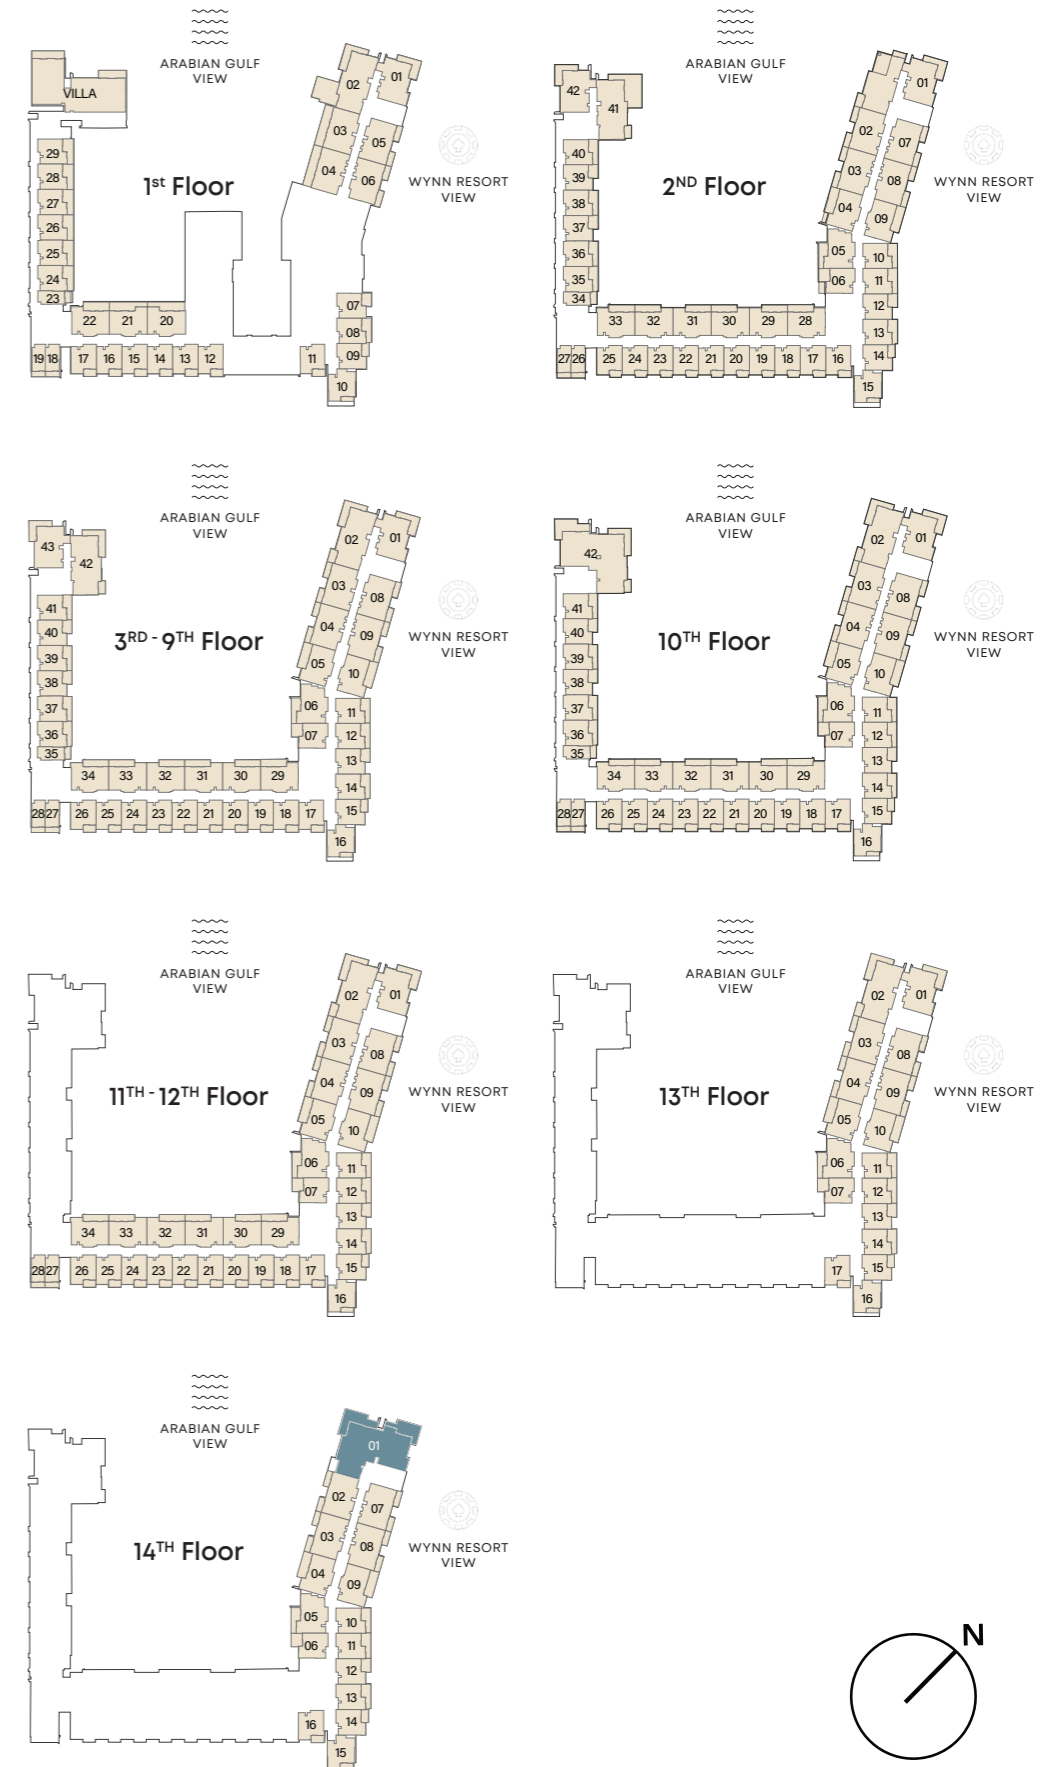 ARABIAN GULF
VIEW
VILLA
02
01
03
05
04
06
29
28
27
26
25
24
23
1st Floor
WYNN RESORT
VIEW
22 21 20
07
08
09
10
19 18 17 16 15 14 13 12 11
ARABIAN GULF
VIEW
42
41
01
02
07
03
08
04
09
40
39
38
37
36
35
34
2ND Floor
WYNN RESORT
VIEW
05
06
10
11
12
13
14
15
33 32 31 30 29 28
27 26 25 24 23 22 21 20 19 18 17 16
ARABIAN GULF
VIEW
43
42
02
01
03
08
04
09
05
10
41
40
39
38
37
36
35
3RD - 9TH Floor
WYNN RESORT
VIEW
06
07
11
12
13
14
15
16
34 33 32 31 30 29
28 27 26 25 24 23 22 21 20 19 18 17
ARABIAN GULF
VIEW
42
02
01
03
08
04
09
05
10
41
40
39
38
37
36
35
10TH Floor
WYNN RESORT
VIEW
06
07
11
12
13
14
15
16
34 33 32 31 30 29
28 27 26 25 24 23 22 21 20 19 18 17
ARABIAN GULF
VIEW
02
01
03
08
04
09
05
10
11TH - 12TH Floor
WYNN RESORT
VIEW
06
07
11
12
13
14
15
16
34 33 32 31 30 29
28 27 26 25 24 23 22 21 20 19 18 17
ARABIAN GULF
VIEW
02
01
03
08
04
09
05
10
13TH Floor
WYNN RESORT
VIEW
06
07
11
12
13
14
15
16
17
ARABIAN GULF
VIEW
01
02
07
03
08
04
09
14TH Floor
WYNN RESORT
VIEW
05
06
10
11
12
13
14
16
15
N